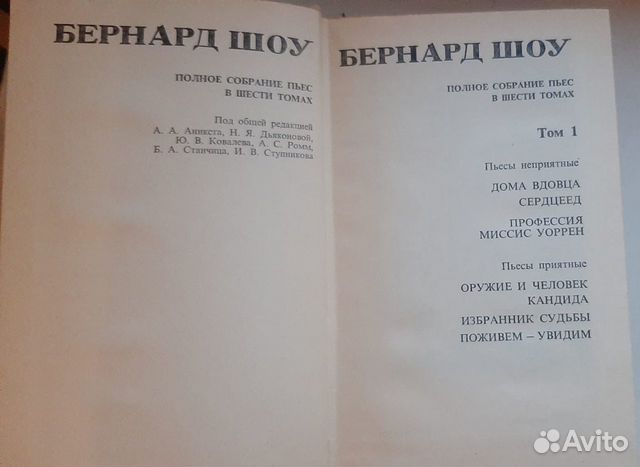 БЕРНАРД ШОУ
ПОЛНОЕ СОБРАНИЕ ПЬЕС
В ШЕСТИ ТОМАХ
Под общей редакцией
А. А. Аникста, Н. Я. Дьяконовой,
Ю. В. Ковалева, А. С. Ромм,
Б. А. Станчица, И. В. Ступникова
БЕРНАРД ШОУ
ПОЛНОЕ СОБРАНИЕ ПЬЕС
В ШЕСТИ ТОМАХ
Том 1
Пьесы неприятные
ДОМА ВДОВЦА
СЕРДЦЕЕД
ПРОФЕССИЯ
МИССИС УОРРЕН
Пьесы приятные
ОРУЖИЕ И ЧЕЛОВЕК
КАНДИДА
ИЗБРАННИК СУДЬБЫ
ПОЖИВЕМ – УВИДИМ
Avito